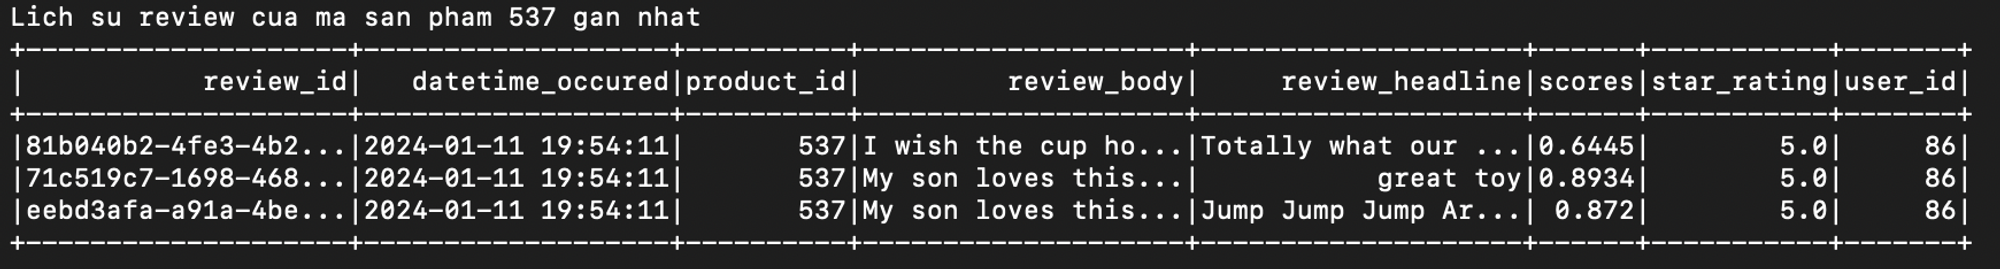 Lich su review cua ma san pham 537 gan nhat
+--------------------+-------------------+----------+--------------------+--------------------+------+-----------+-------+
|           review_id|   datetime_occured|product_id|         review_body|     review_headline|scores|star_rating|user_id|
+--------------------+-------------------+----------+--------------------+--------------------+------+-----------+-------+
|81b040b2-4fe3-4b2...|2024-01-11 19:54:11|       537|I wish the cup ho...|Totally what our ...|0.6445|        5.0|     86|
|71c519c7-1698-468...|2024-01-11 19:54:11|       537|My son loves this...|           great toy|0.8934|        5.0|     86|
|eebd3afa-a91a-4be...|2024-01-11 19:54:11|       537|My son loves this...|Jump Jump Jump Ar...| 0.872|        5.0|     86|
+--------------------+-------------------+----------+--------------------+--------------------+------+-----------+-------+